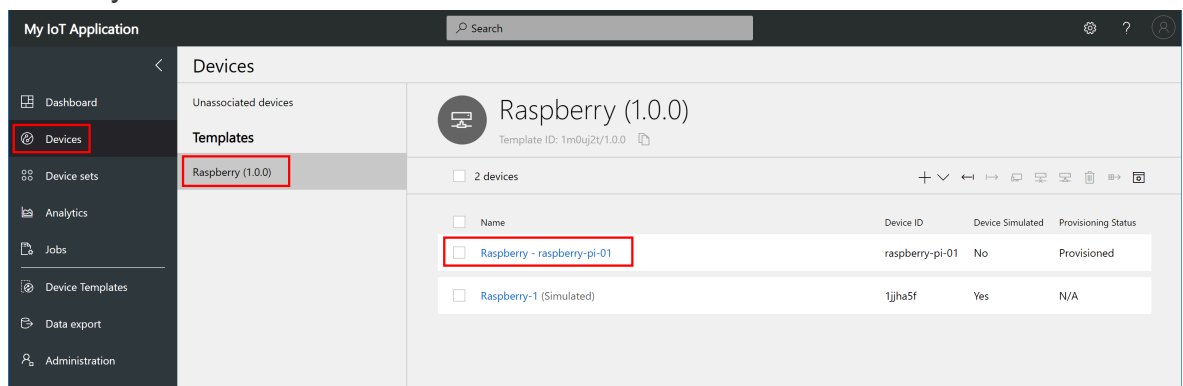 My IoT Application
Search
?
Devices
Dashboard
Devices
Device sets
Analytics
Jobs
Device Templates
Data export
Administration
Unassociated devices
Templates
Raspberry (1.0.0)
Raspberry (1.0.0)
Template ID: 1m0uj2t/1.0.0
2 devices
Name Device ID Device Simulated Provisioning Status
Raspberry - raspberry-pi-01 raspberry-pi-01 No Provisioned
Raspberry-1 (Simulated) 1jjha5f Yes N/A